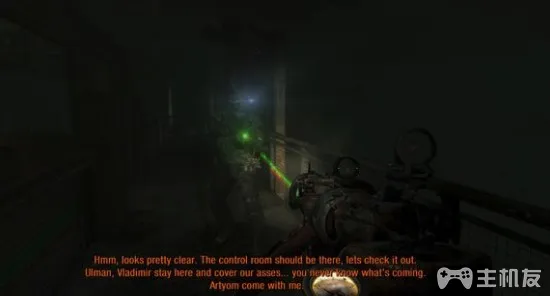 Hmm, looks pretty clear. The control room should be there, lets check it out.
Ulman, Vladimir stay here and cover our asses... you never know what's coming.
Artyom come with me.
主机友